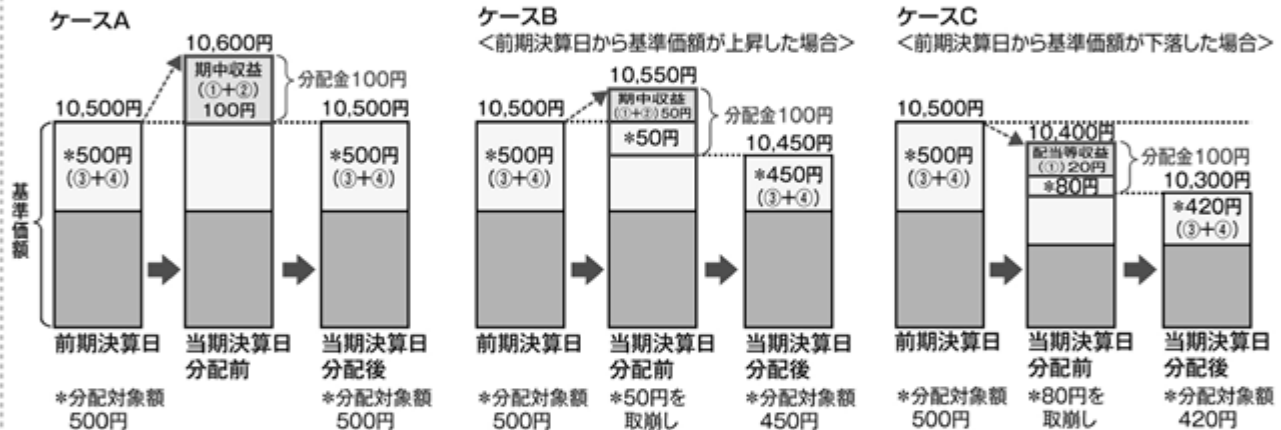 ケースA
10,600円
期中収益
(①+②)
100円
分配金100円
10,500円
10,500円
*500円
(③+④)
*500円
(③+④)
基準価額
前期決算日
当期決算日
分配前
当期決算日
分配後
*分配対象額
500円
*分配対象額
500円
ケースB
<前期決算日から基準価額が上昇した場合>
10,550円
期中収益
(①+②)50円
*50円
分配金100円
10,500円
10,450円
*500円
(③+④)
*450円
(③+④)
前期決算日
当期決算日
分配前
当期決算日
分配後
*分配対象額
500円
*50円を
取崩し
*分配対象額
450円
ケースC
<前期決算日から基準価額が下落した場合>
10,500円
10,400円
配当等収益
(①)20円
*80円
分配金100円
10,300円
*500円
(③+④)
*420円
(③+④)
前期決算日
当期決算日
分配前
当期決算日
分配後
*分配対象額
500円
*80円を
取崩し
*分配対象額
420円